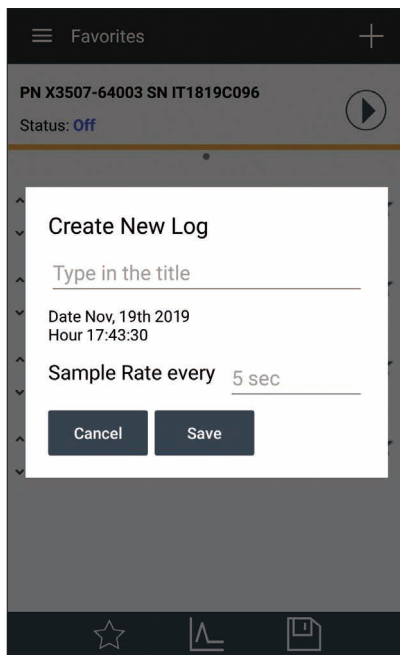 Favorites
PN X3507-64003 SN IT1819C096
Status: Off
Create New Log
Type in the title
Date Nov, 19th 2019
Hour 17:43:30
Sample Rate every 5 sec
Cancel Save